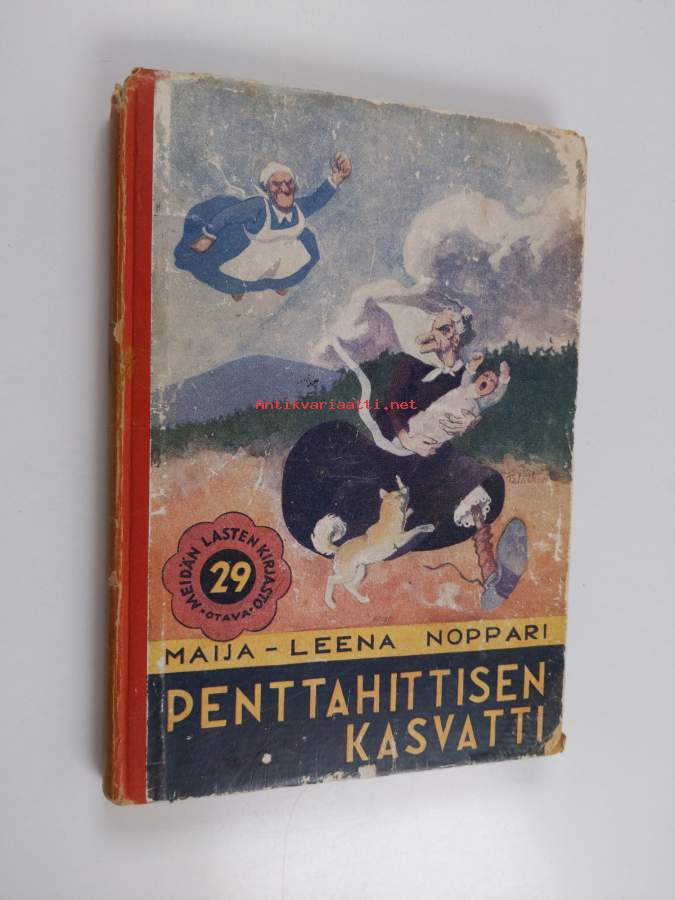 Antikvariaatti.net
MEIDÄN LASTEN KIRJASTO
29
• OTAVA •
MAIJA-LEENA NOPPARI
PENTTAHITTISEN
KASVATTI